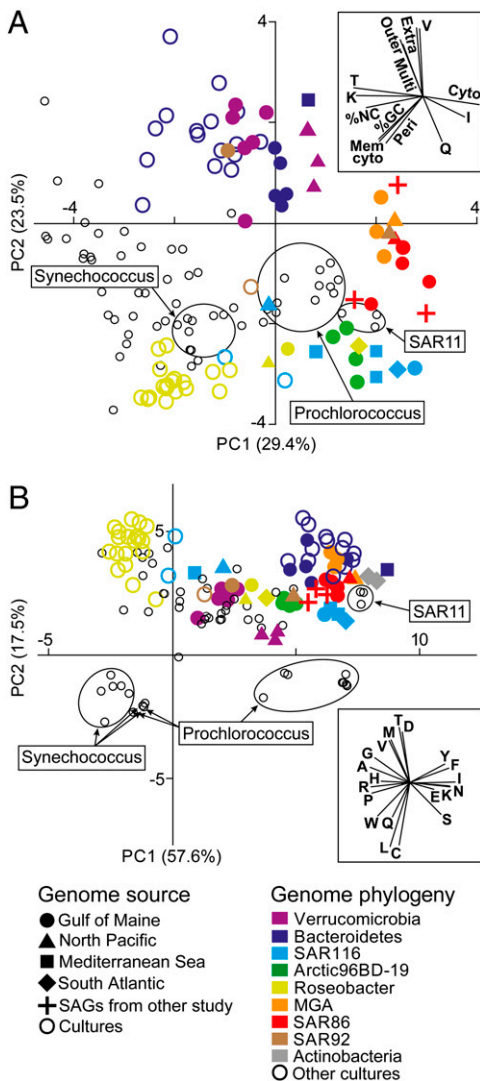 A
4
-4
4
-4
PC2 (23.5%)
PC1 (29.4%)
Synechococcus
SAR11
Prochlorococcus
V
Extra
Multi
Outer
T
K
%NC
%GC
Peri
Mem
cyto
Cyto
I
Q
B
5
-5
10
-5
PC2 (17.5%)
PC1 (57.6%)
SAR11
Synechococcus
Prochlorococcus
T
M
D
V
G
A
H
R
P
W
Q
L
C
Y
F
I
E
K
N
S
Genome source
Gulf of Maine
North Pacific
Mediterranean Sea
South Atlantic
SAGs from other study
Cultures
Genome phylogeny
Verrucomicrobia
Bacteroidetes
SAR116
Arctic96BD-19
Roseobacter
MGA
SAR86
SAR92
Actinobacteria
Other cultures